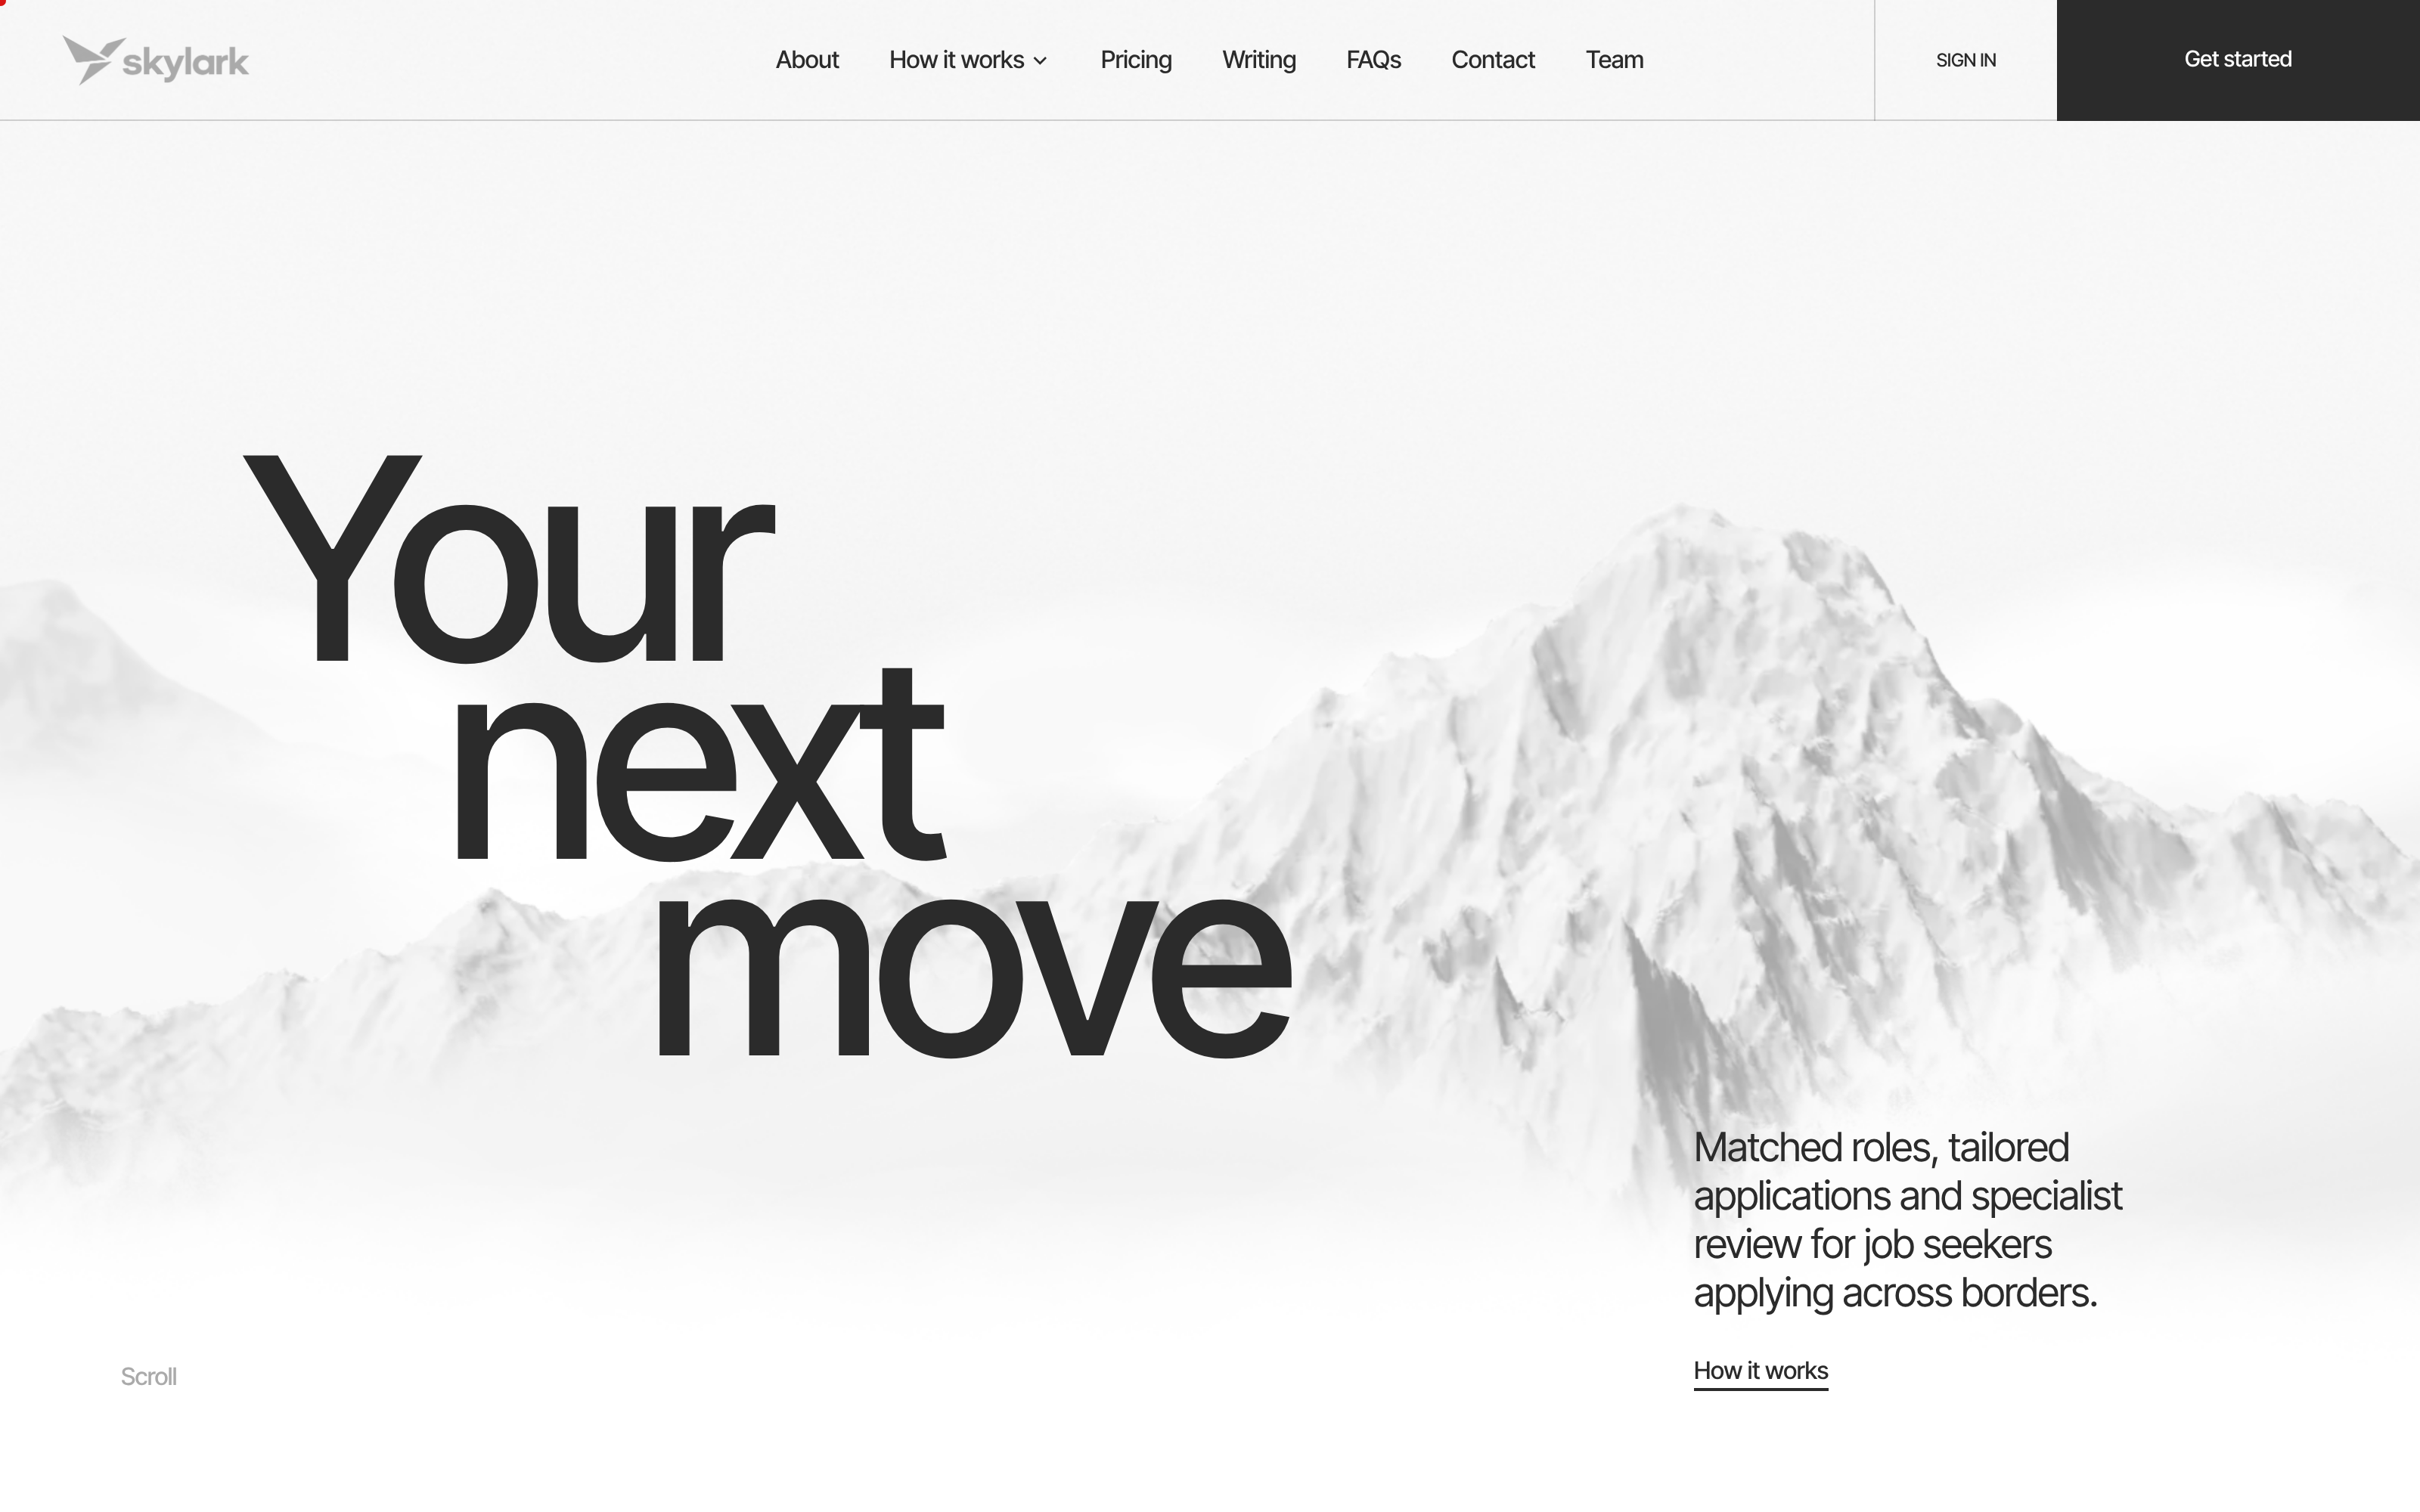 skylark
About
How it works
Pricing
Writing
FAQs
Contact
Team
SIGN IN
Get started
Your
next
move
Matched roles, tailored
applications and specialist
review for job seekers
applying across borders.
How it works
Scroll